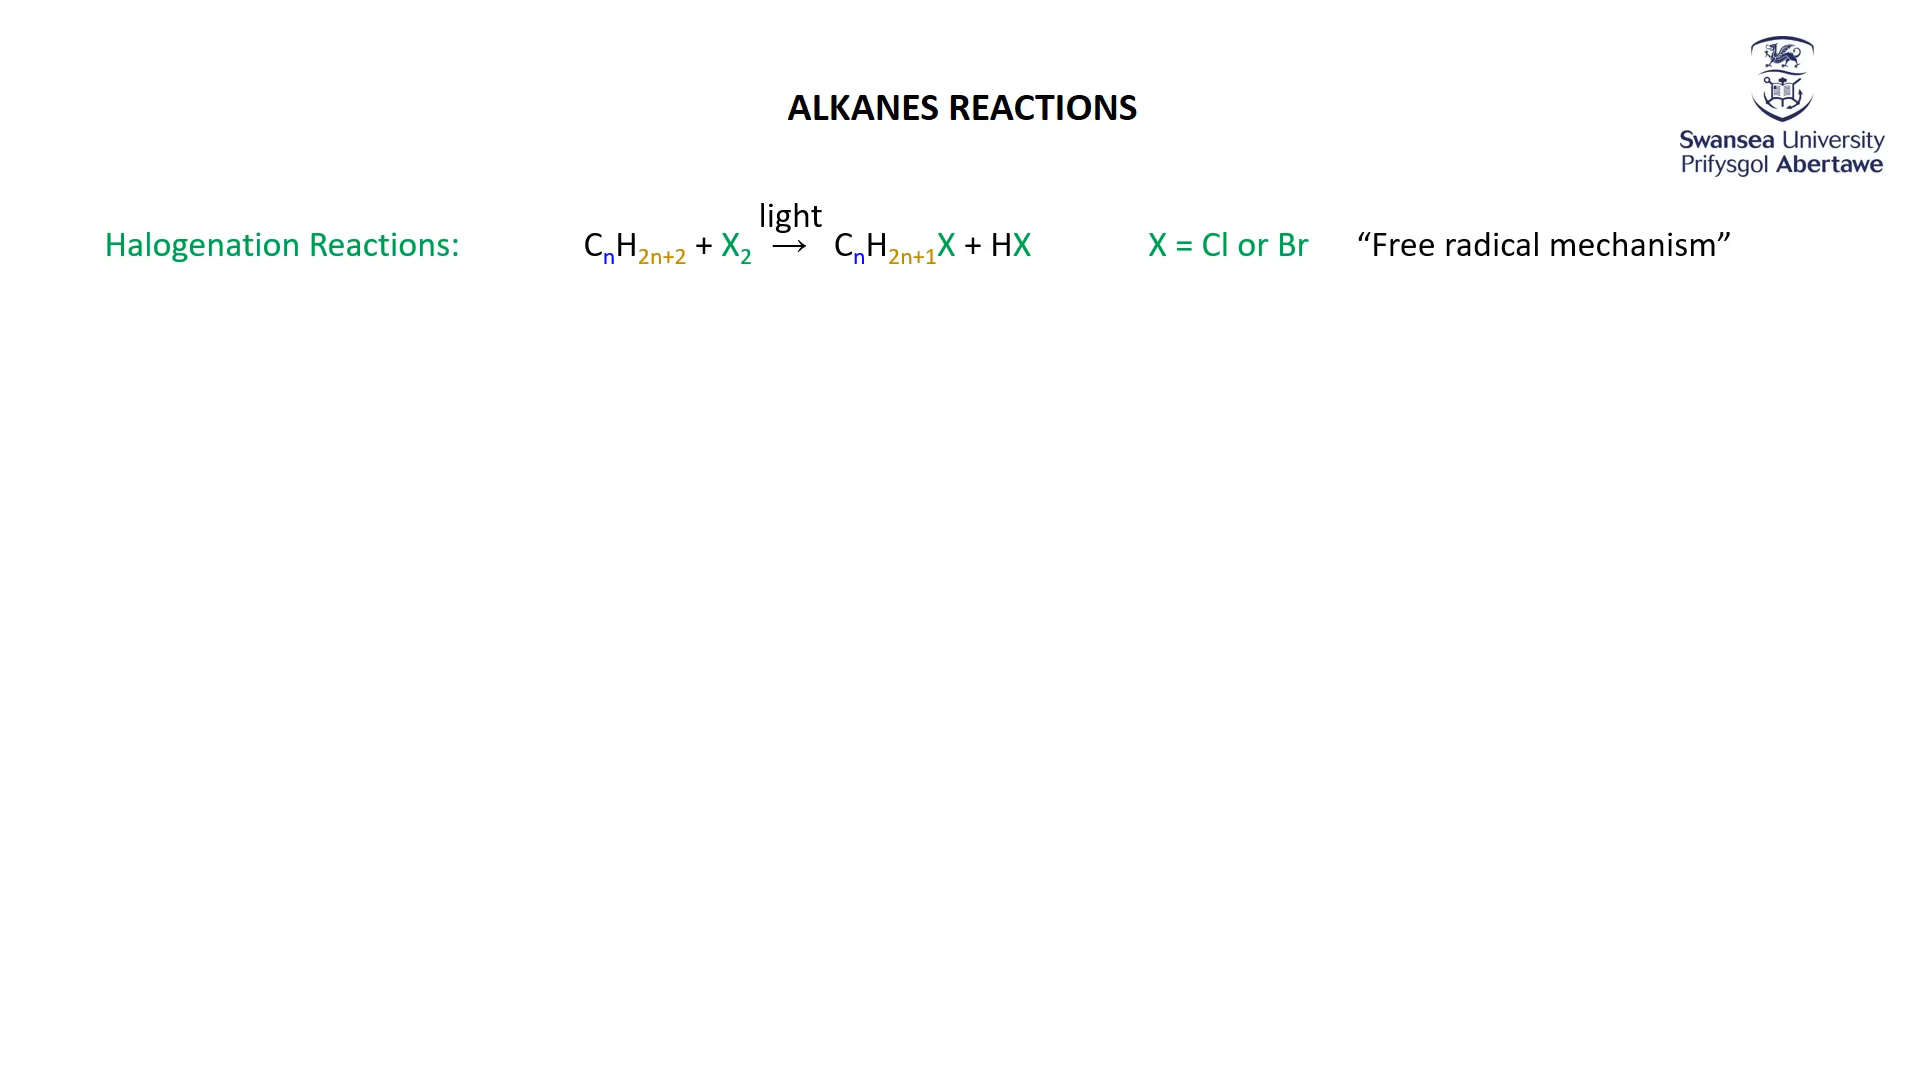 ALKANES REACTIONS
Swansea University
Prifysgol Abertawe
light
Halogenation Reactions: CₙH₂ₙ₊₂ + X₂ → CₙH₂ₙ₊₁X + HX X = Cl or Br “Free radical mechanism”